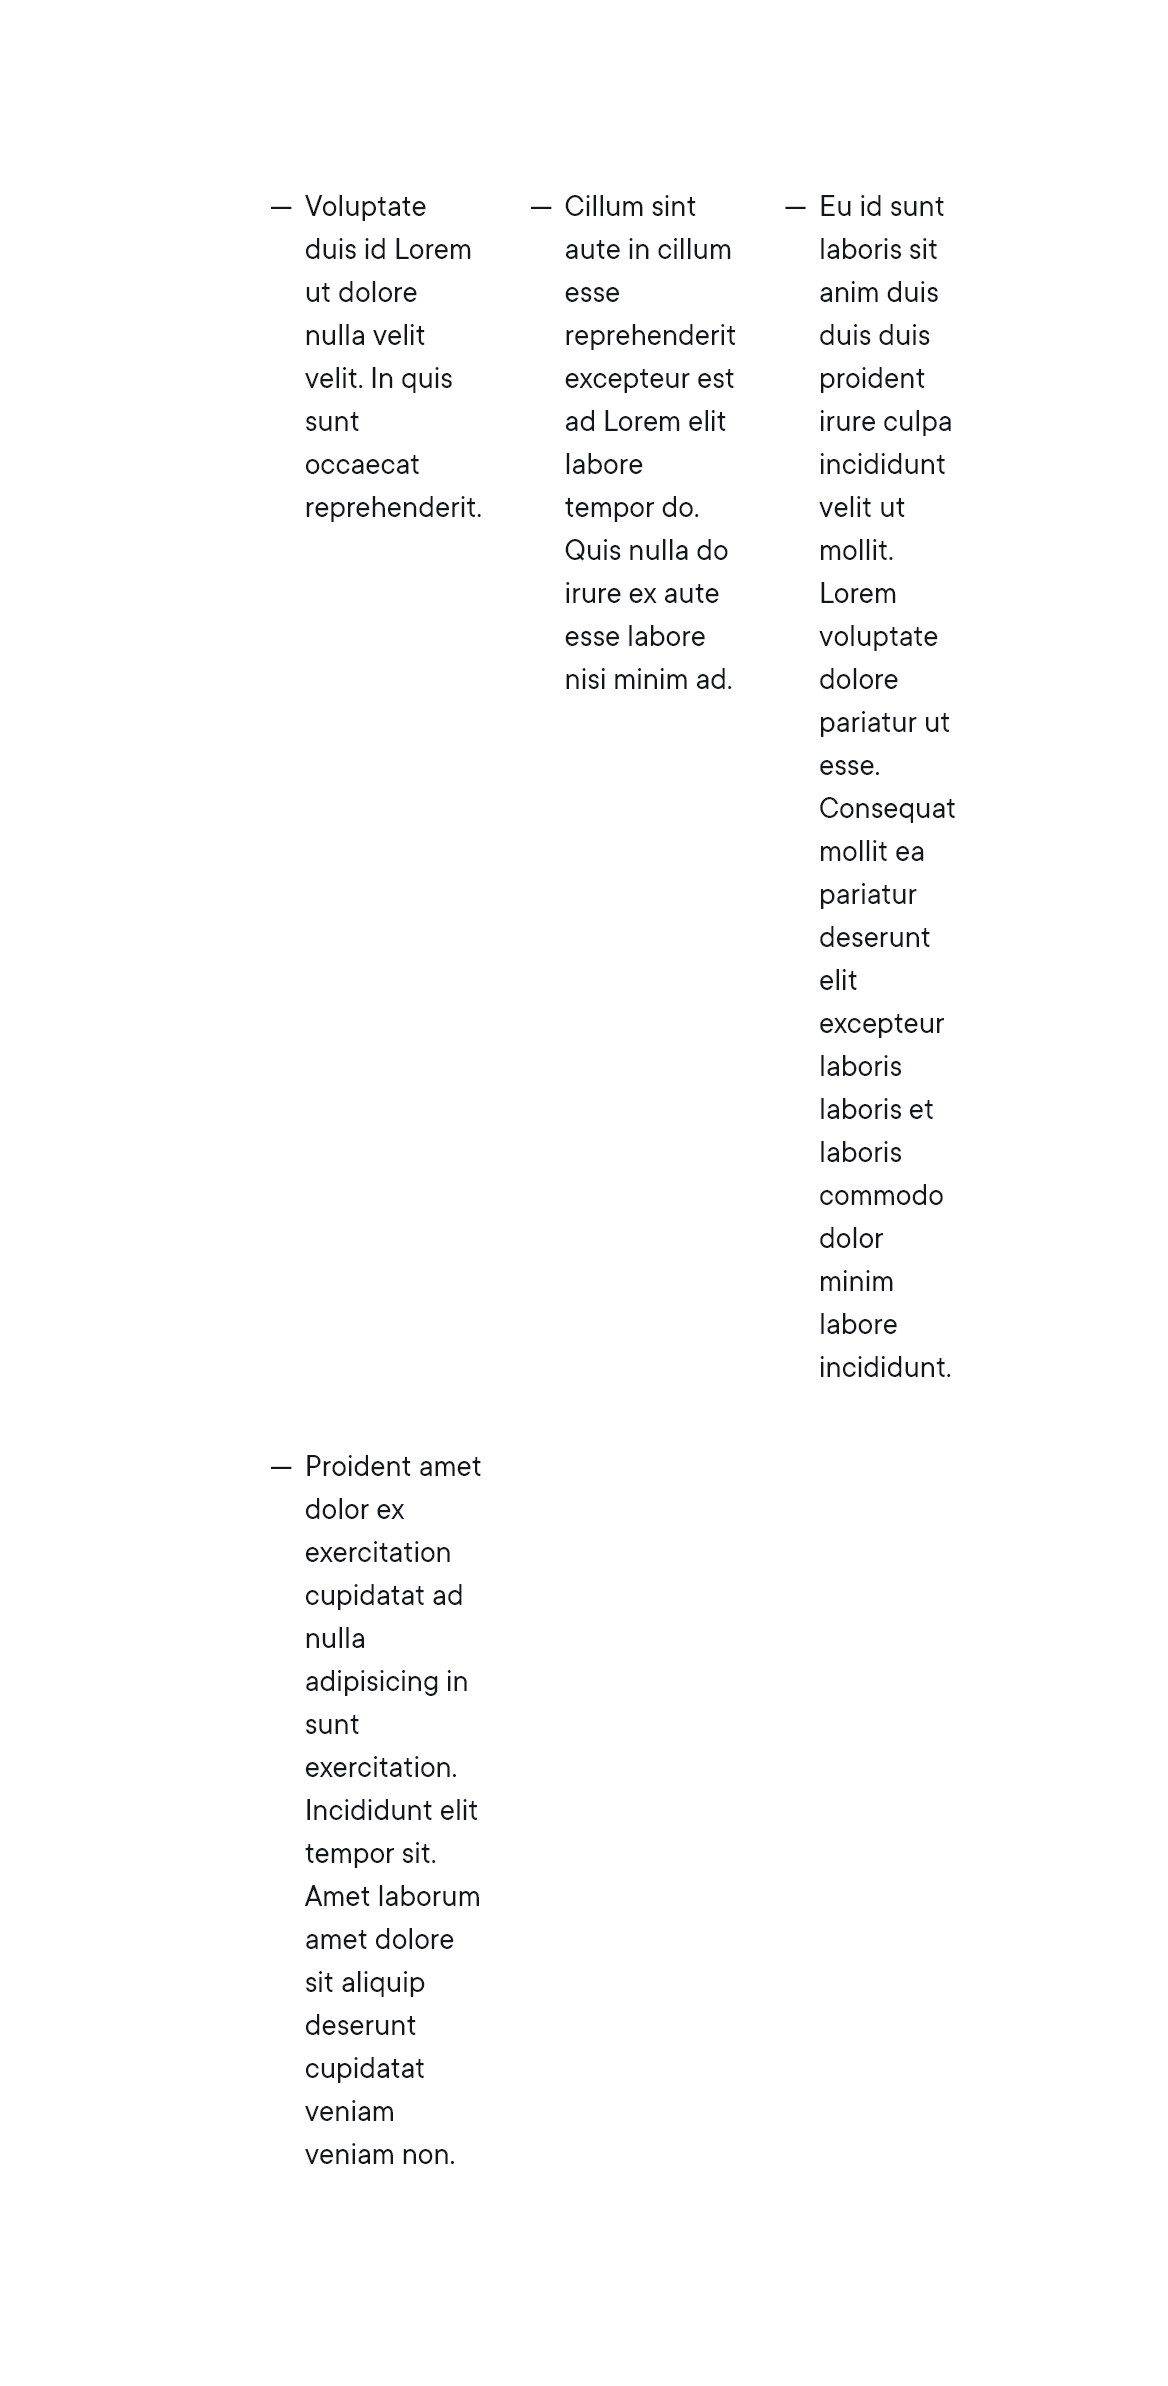 — Voluptate
duis id Lorem
ut dolore
nulla velit
velit. In quis
sunt
occaecat
reprehenderit.
— Cillum sint
aute in cillum
esse
reprehenderit
excepteur est
ad Lorem elit
labore
tempor do.
Quis nulla do
irure ex aute
esse labore
nisi minim ad.
— Eu id sunt
laboris sit
anim duis
duis duis
proident
irure culpa
incididunt
velit ut
mollit.
Lorem
voluptate
dolore
pariatur ut
esse.
Consequat
mollit ea
pariatur
deserunt
elit
excepteur
laboris
laboris et
laboris
commodo
dolor
minim
labore
incididunt.
— Proident amet
dolor ex
exercitation
cupidatat ad
nulla
adipisicing in
sunt
exercitation.
Incididunt elit
tempor sit.
Amet laborum
amet dolore
sit aliquip
deserunt
cupidatat
veniam
veniam non.